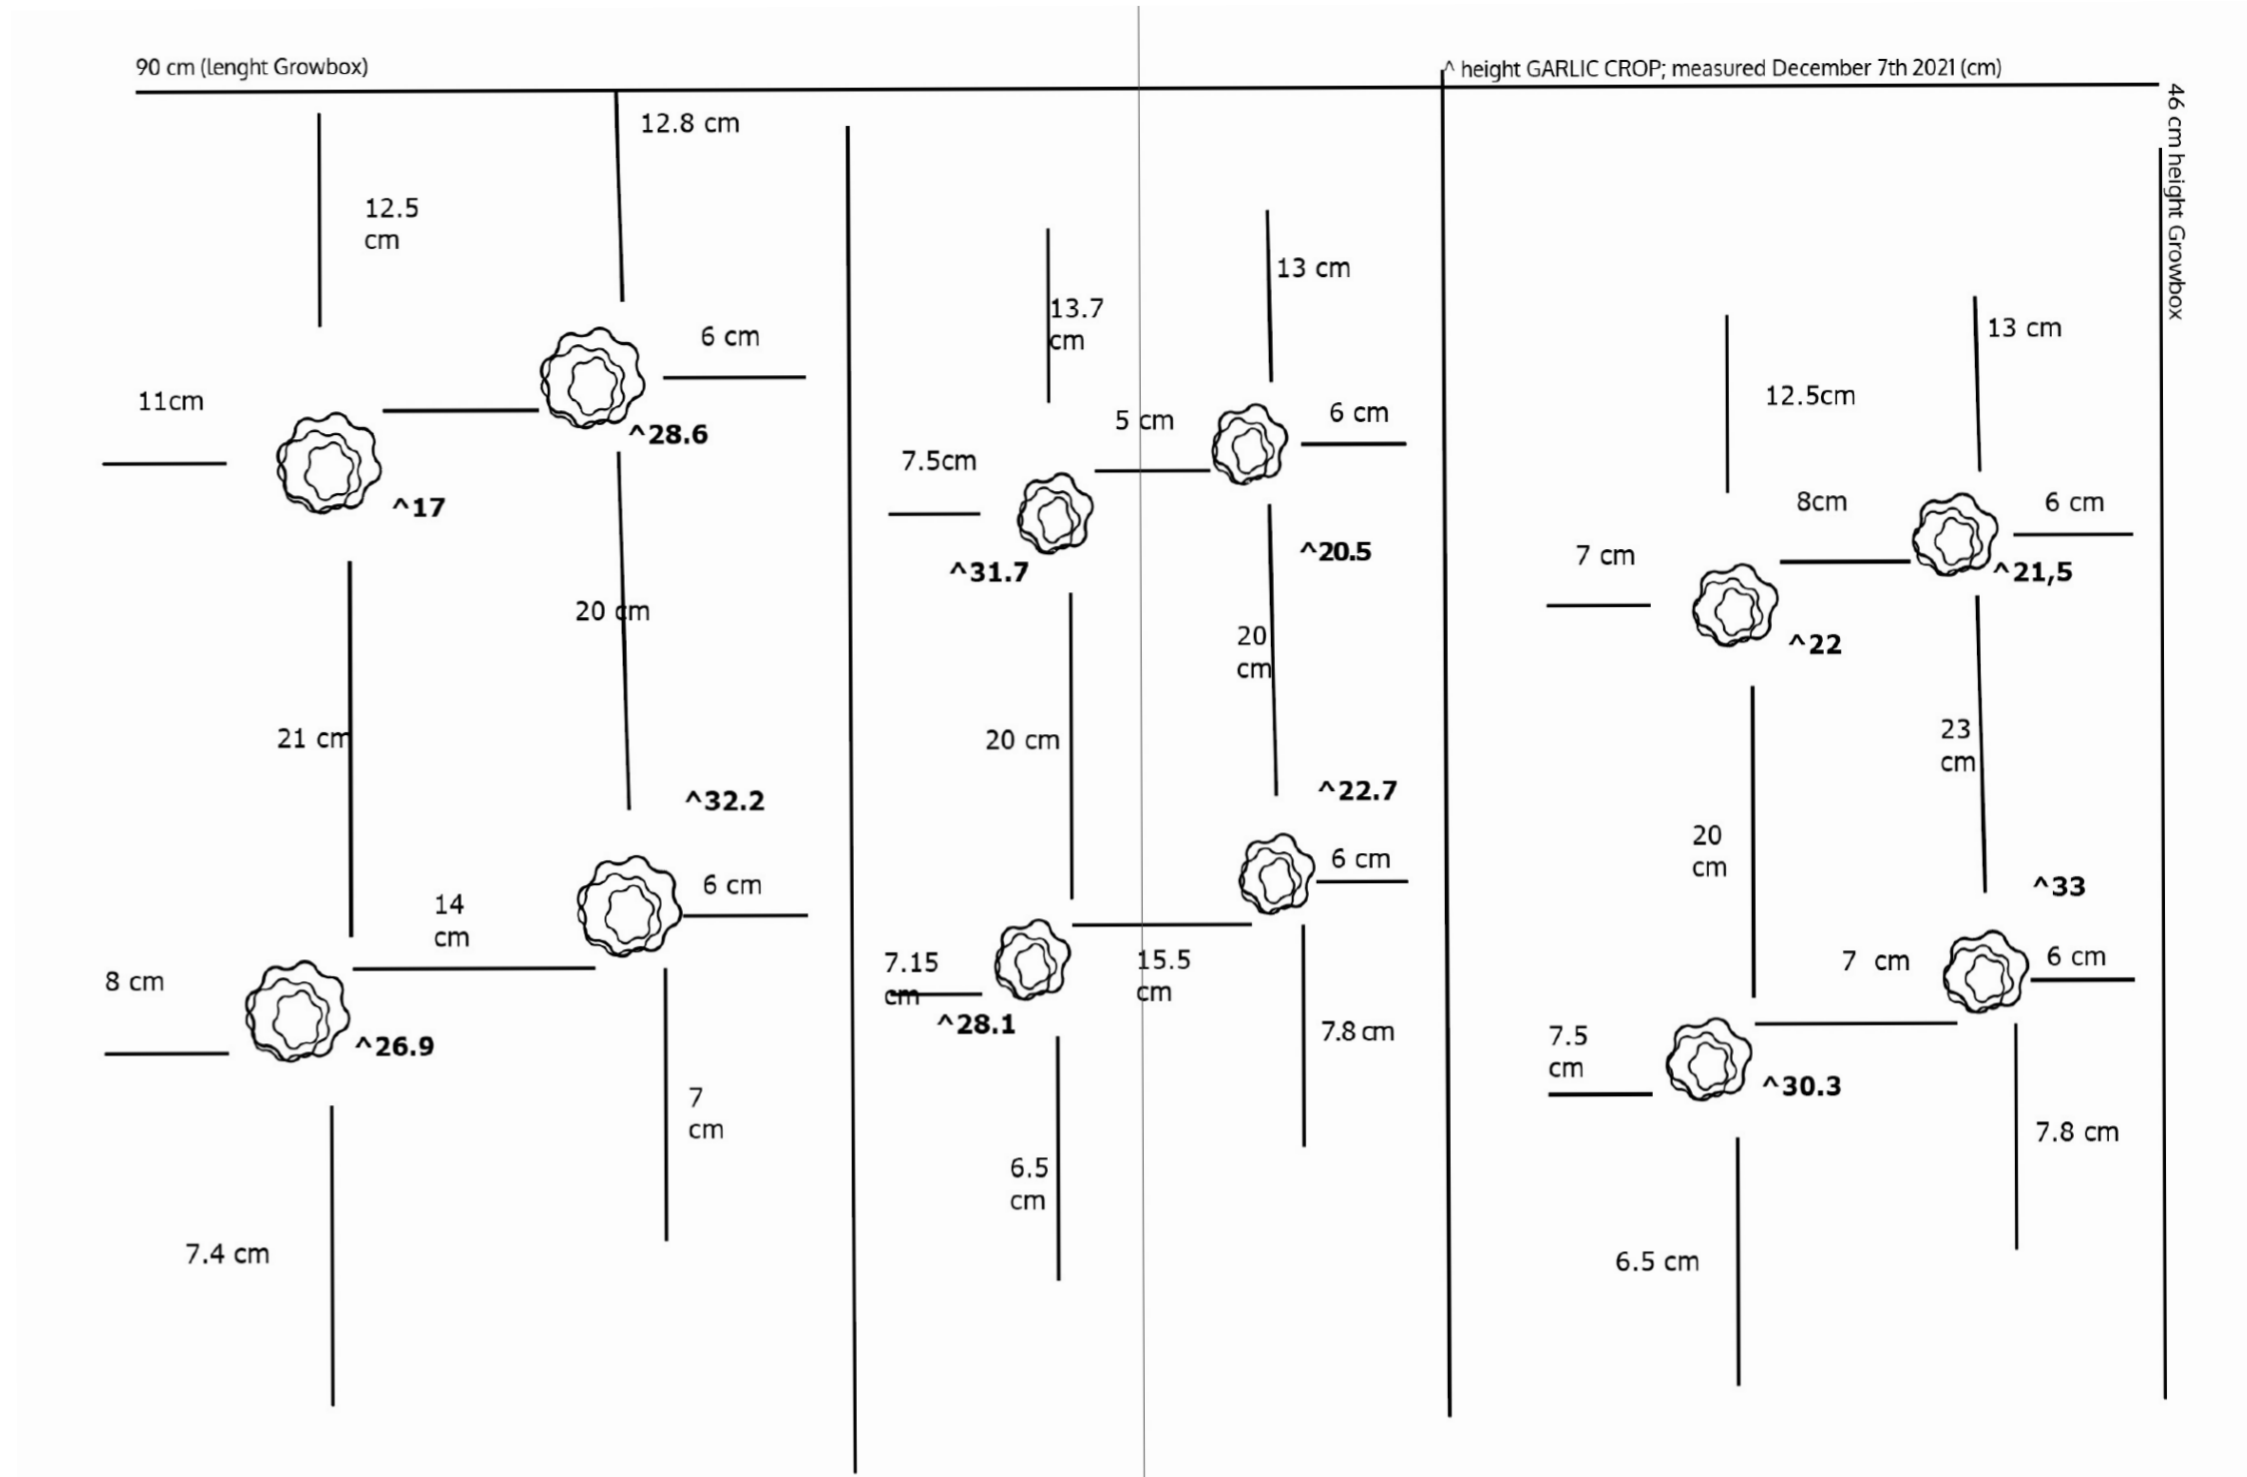 90 cm (lenght Growbox)
^ height GARLIC CROP; measured December 7th 2021 (cm)
46 cm height Growbox
12.8 cm
12.5
cm
6 cm
11cm
^28.6
^17
20 cm
21 cm
^32.2
14
cm
6 cm
8 cm
^26.9
7
cm
7.4 cm
13 cm
13.7
cm
5 cm
6 cm
7.5cm
^20.5
^31.7
20
cm
20 cm
^22.7
6 cm
7.15
cm
15.5
cm
^28.1
7.8 cm
6.5
cm
13 cm
12.5cm
8cm
6 cm
7 cm
^21,5
^22
23
cm
20
cm
^33
7 cm
6 cm
7.5
cm
^30.3
7.8 cm
6.5 cm